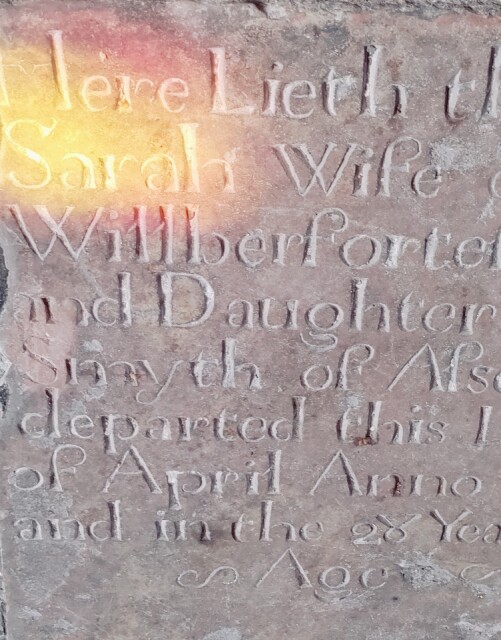 Here Lieth th
Sarah Wife
Willberforte
and Daughter
Smyth of Afs
departed this l
of April Anno
and in the 28 Yea
Age